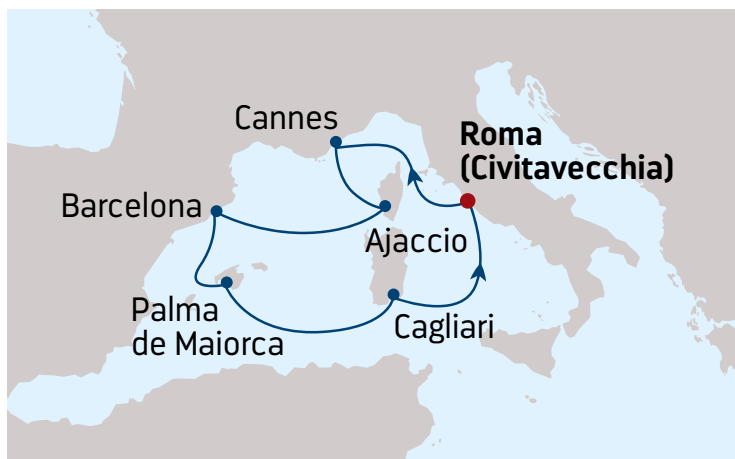 Cannes
Roma
(Civitavecchia)
Barcelona
Ajaccio
Palma
de Maiorca
Cagliari